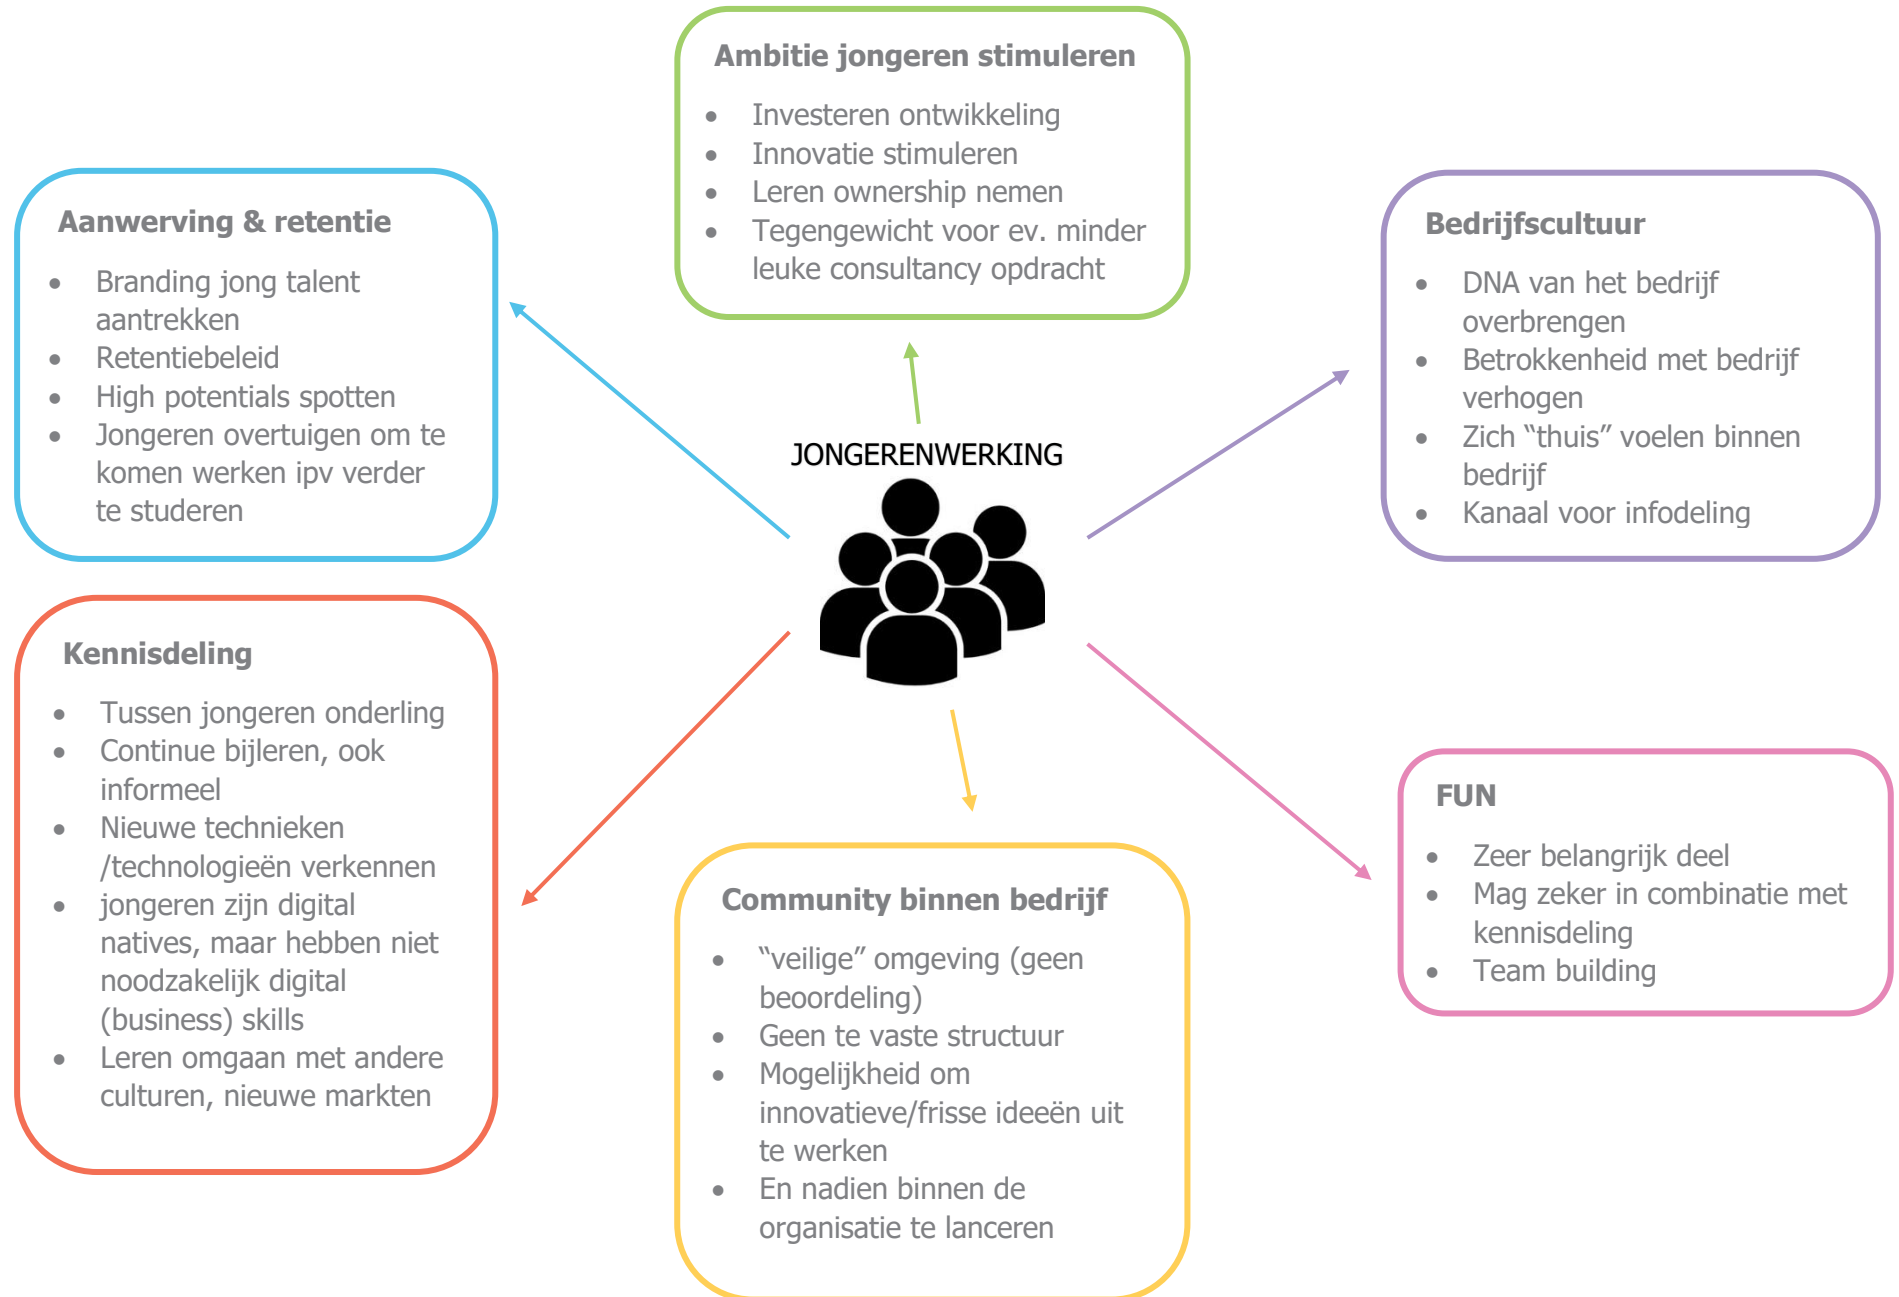 Ambitie jongeren stimuleren
• Investeren ontwikkeling
• Innovatie stimuleren
• Leren ownership nemen
• Tegengewicht voor ev. minder
leuke consultancy opdracht
Aanwerving & retentie
• Branding jong talent
aantrekken
• Retentiebeleid
• High potentials spotten
• Jongeren overtuigen om te
komen werken ipv verder
te studeren
Bedrijfscultuur
• DNA van het bedrijf
overbrengen
• Betrokkenheid met bedrijf
verhogen
• Zich “thuis” voelen binnen
bedrijf
• Kanaal voor infodeling
JONGERENWERKING
Kennisdeling
• Tussen jongeren onderling
• Continue bijleren, ook
informeel
• Nieuwe technieken
/technologieën verkennen
• jongeren zijn digital
natives, maar hebben niet
noodzakelijk digital
(business) skills
• Leren omgaan met andere
culturen, nieuwe markten
Community binnen bedrijf
• “veilige” omgeving (geen
beoordeling)
• Geen te vaste structuur
• Mogelijkheid om
innovatieve/frisse ideeën uit
te werken
• En nadien binnen de
organisatie te lanceren
FUN
• Zeer belangrijk deel
• Mag zeker in combinatie met
kennisdeling
• Team building